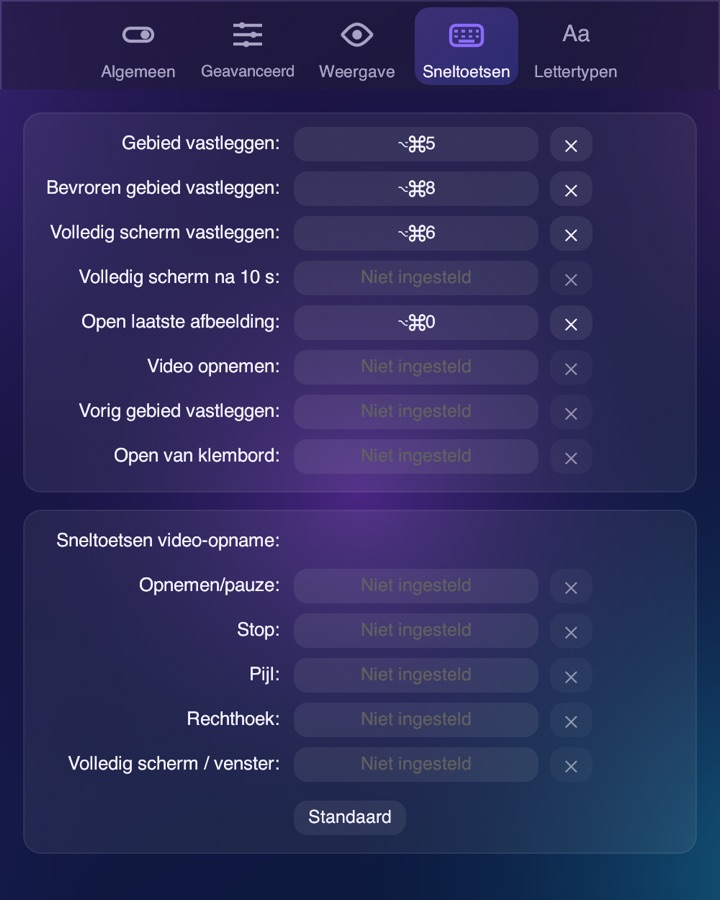 Algemeen Geavanceerd Weergave Sneltoetsen Aa Lettertypen
Gebied vastleggen: ⌥⌘5
Bevroren gebied vastleggen: ⌥⌘8
Volledig scherm vastleggen: ⌥⌘6
Volledig scherm na 10 s: Niet ingesteld
Open laatste afbeelding: ⌥⌘0
Video opnemen: Niet ingesteld
Vorig gebied vastleggen: Niet ingesteld
Open van klembord: Niet ingesteld
Sneltoetsen video-opname:
Opnemen/pauze: Niet ingesteld
Stop: Niet ingesteld
Pijl: Niet ingesteld
Rechthoek: Niet ingesteld
Volledig scherm / venster: Niet ingesteld
Standaard